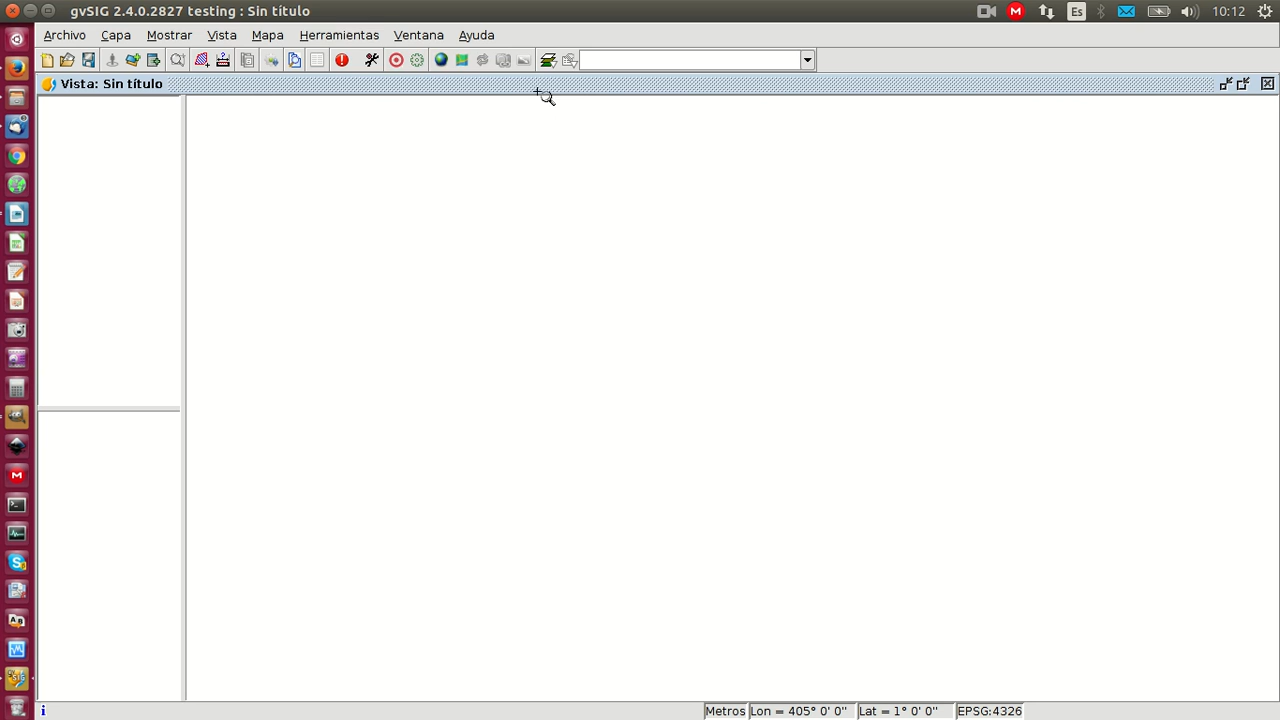 gvSIG 2.4.0.2827 testing : Sin título
Es
10:12
Archivo Capa Mostrar Vista Mapa Herramientas Ventana Ayuda
Vista: Sin título
Metros Lon = 405° 0' 0'' Lat = 1° 0' 0'' EPSG:4326